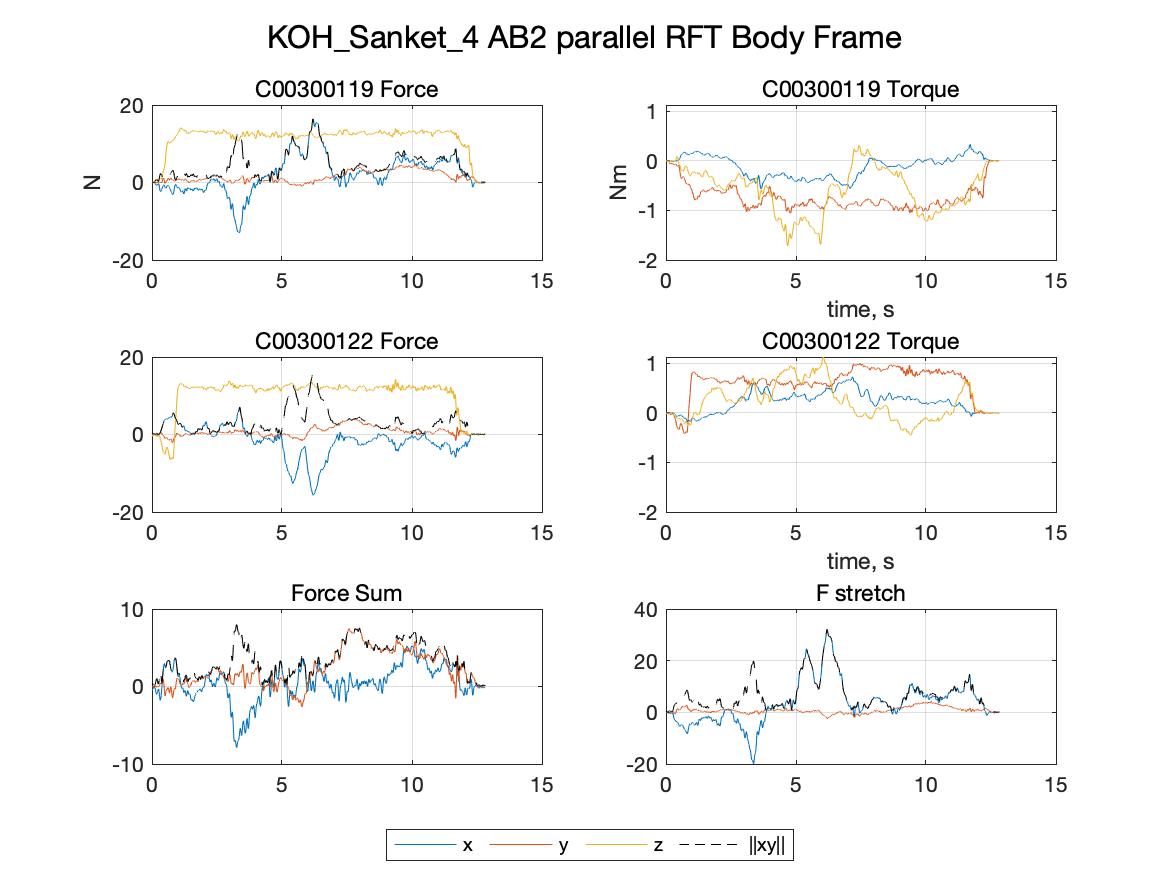 KOH_Sanket_4 AB2 parallel RFT Body Frame
C00300119 Force
20
0
-20
N
0 5 10 15
C00300119 Torque
1
0
-1
-2
Nm
0 5 10 15
time, s
C00300122 Force
20
0
-20
0 5 10 15
C00300122 Torque
1
0
-1
-2
0 5 10 15
time, s
Force Sum
10
0
-10
0 5 10 15
F stretch
40
20
0
-20
0 5 10 15
x y z ||xy||